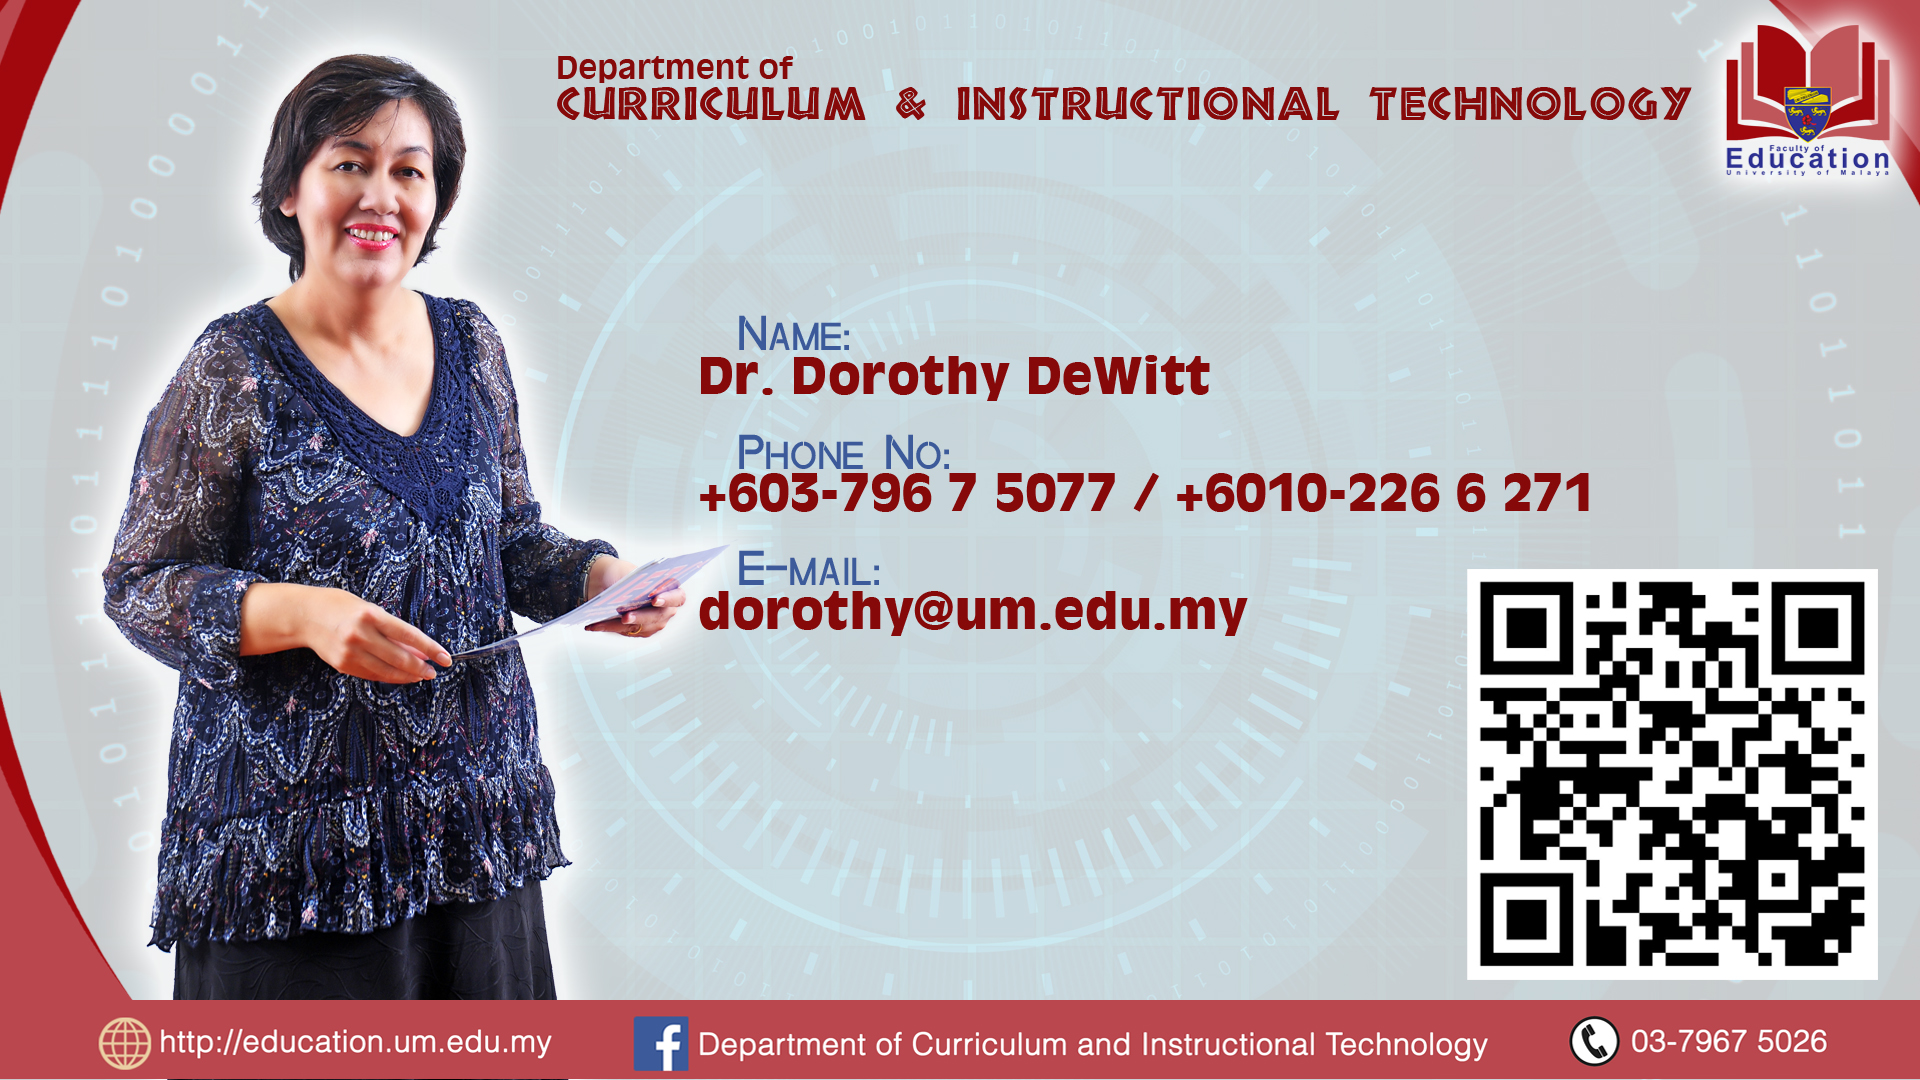 Department of
CURRICULUM & INSTRUCTIONAL TECHNOLOGY
Faculty of
Education
University of Malaya
Name:
Dr. Dorothy DeWitt
Phone No:
+603-796 7 5077 / +6010-226 6 271
E-mail:
dorothy@um.edu.my
http://education.um.edu.my
Department of Curriculum and Instructional Technology
03-7967 5026